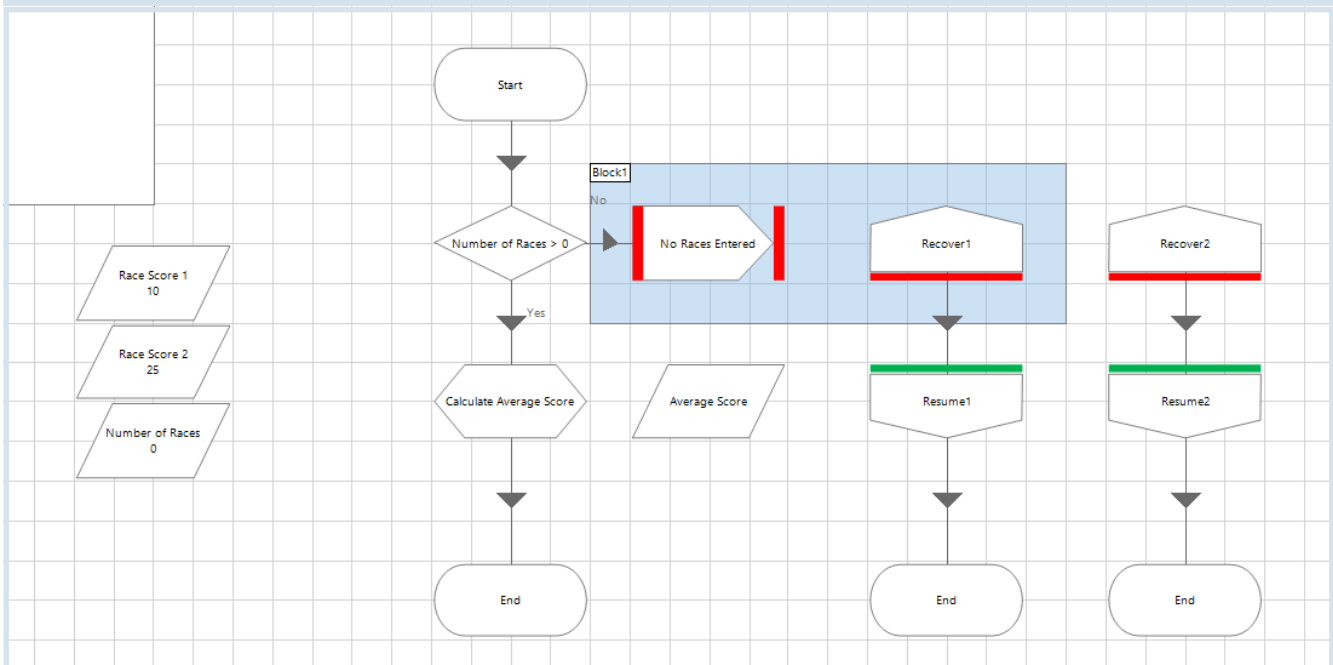 Start
Block1
No
Number of Races > 0
No Races Entered
Recover1
Recover2
Race Score 1
10
Yes
Race Score 2
25
Calculate Average Score
Average Score
Resume1
Resume2
Number of Races
0
End
End
End